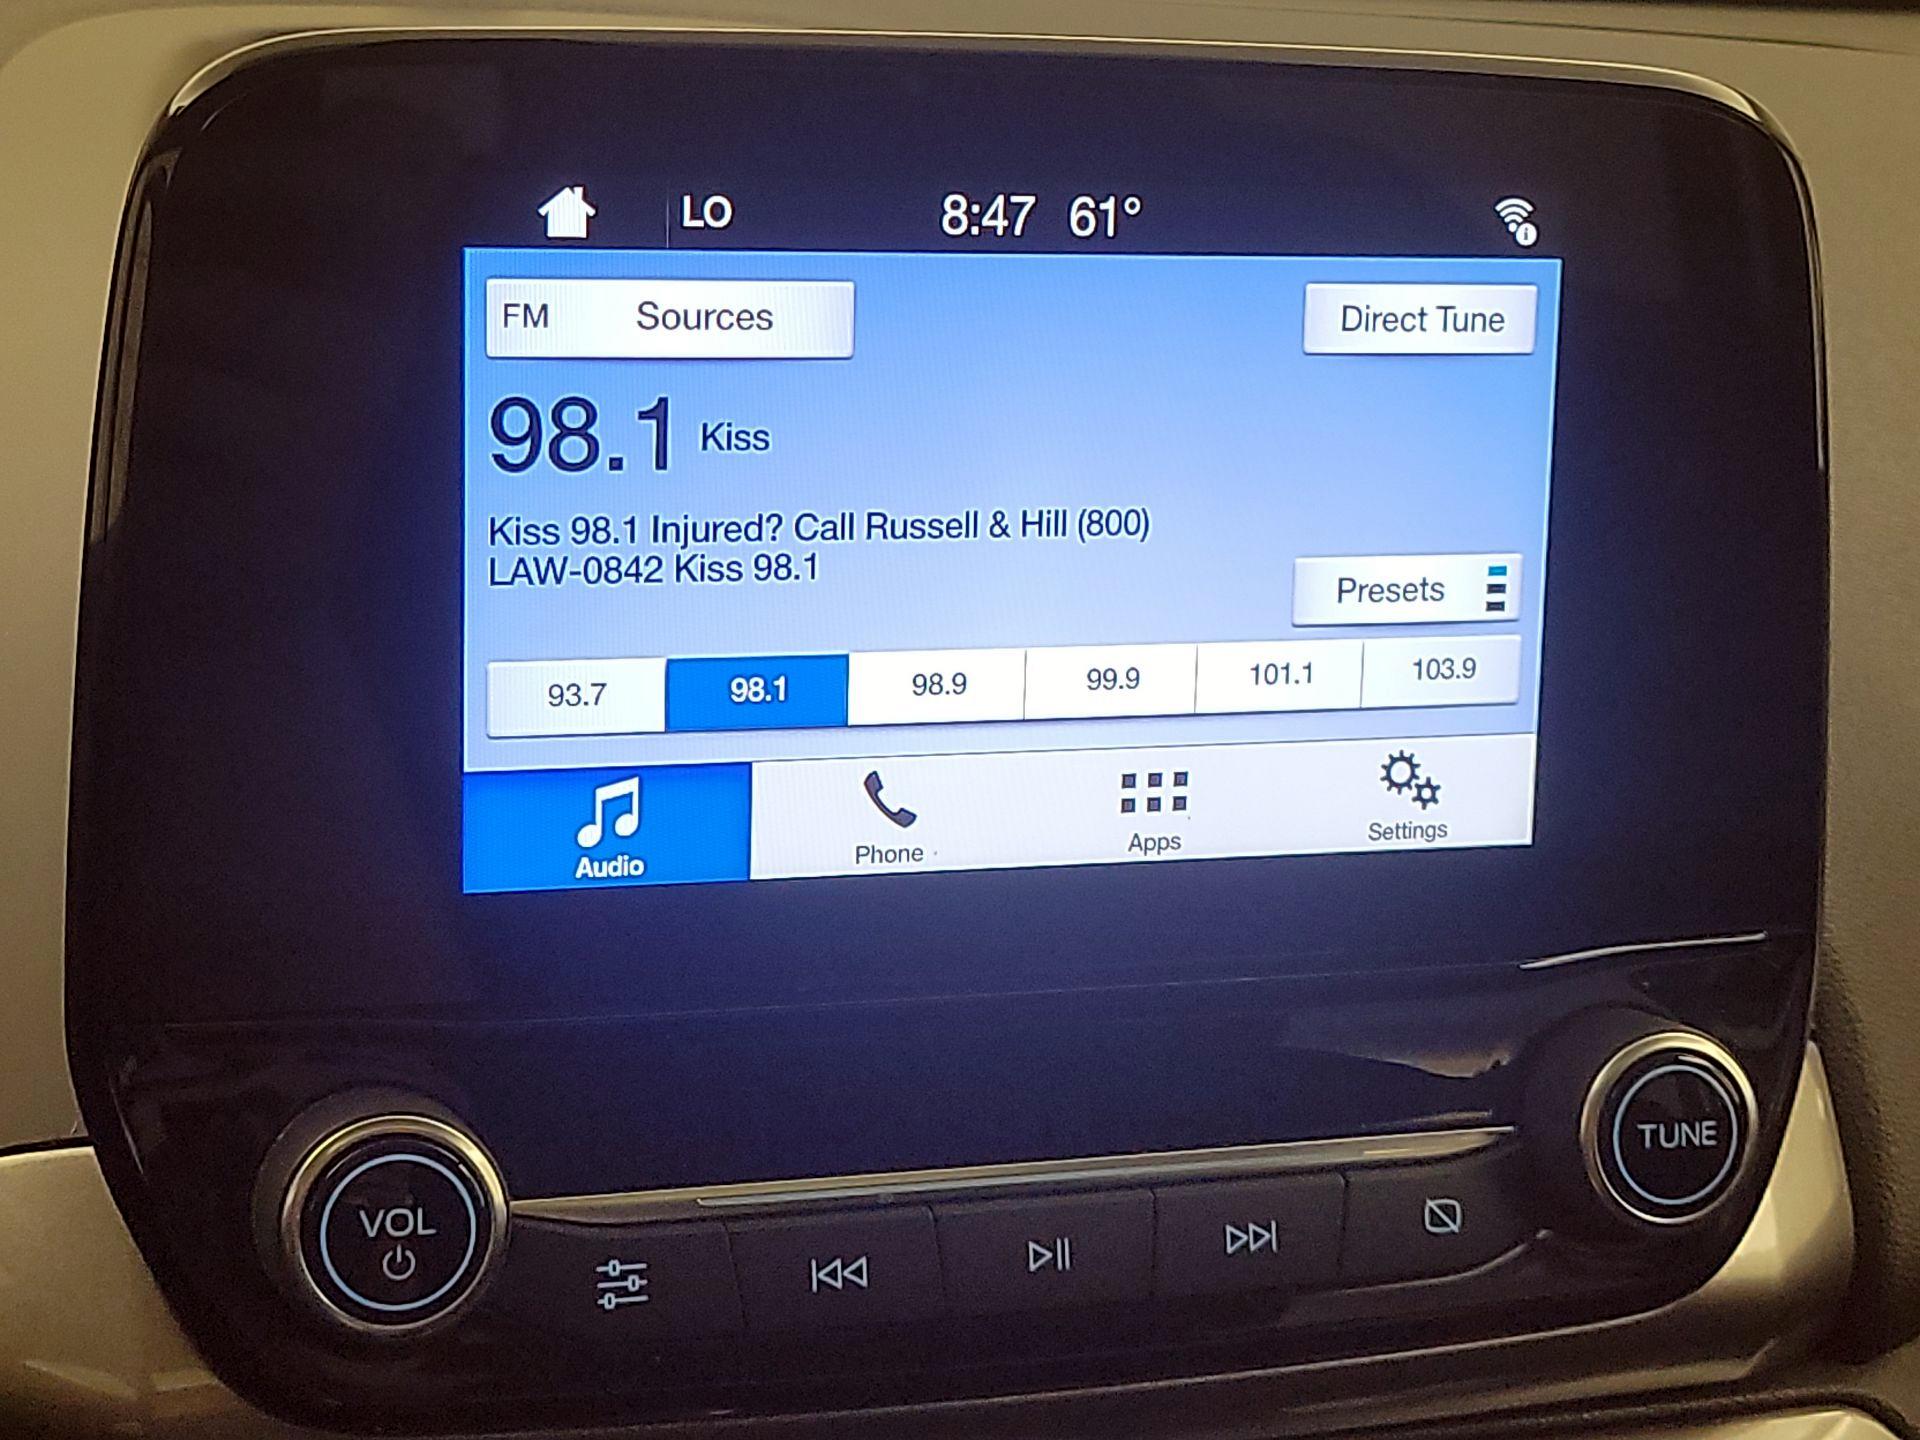 LO 8:47 61°
FM Sources Direct Tune
98.1 Kiss
Kiss 98.1 Injured? Call Russell & Hill (800)
LAW-0842 Kiss 98.1
Presets
93.7 98.1 98.9 99.9 101.1 103.9
Audio Phone Apps Settings
VOL TUNE